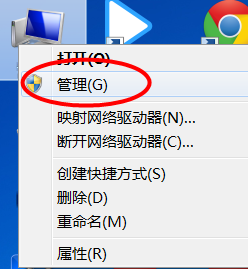 打开(O)
管理(G)
映射网络驱动器(N)...
断开网络驱动器(C)...
创建快捷方式(S)
删除(D)
重命名(M)
属性(R)